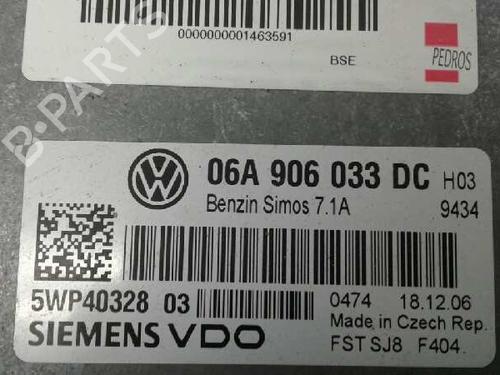 0000000001463591
BSE
PEDROS
B-PARTS
06A 906 033 DC H03
Benzin Simos 7.1A 9434
5WP40328 03
0474 18.12.06
Made in Czech Rep.
SIEMENS VDO
FST SJ8 F404